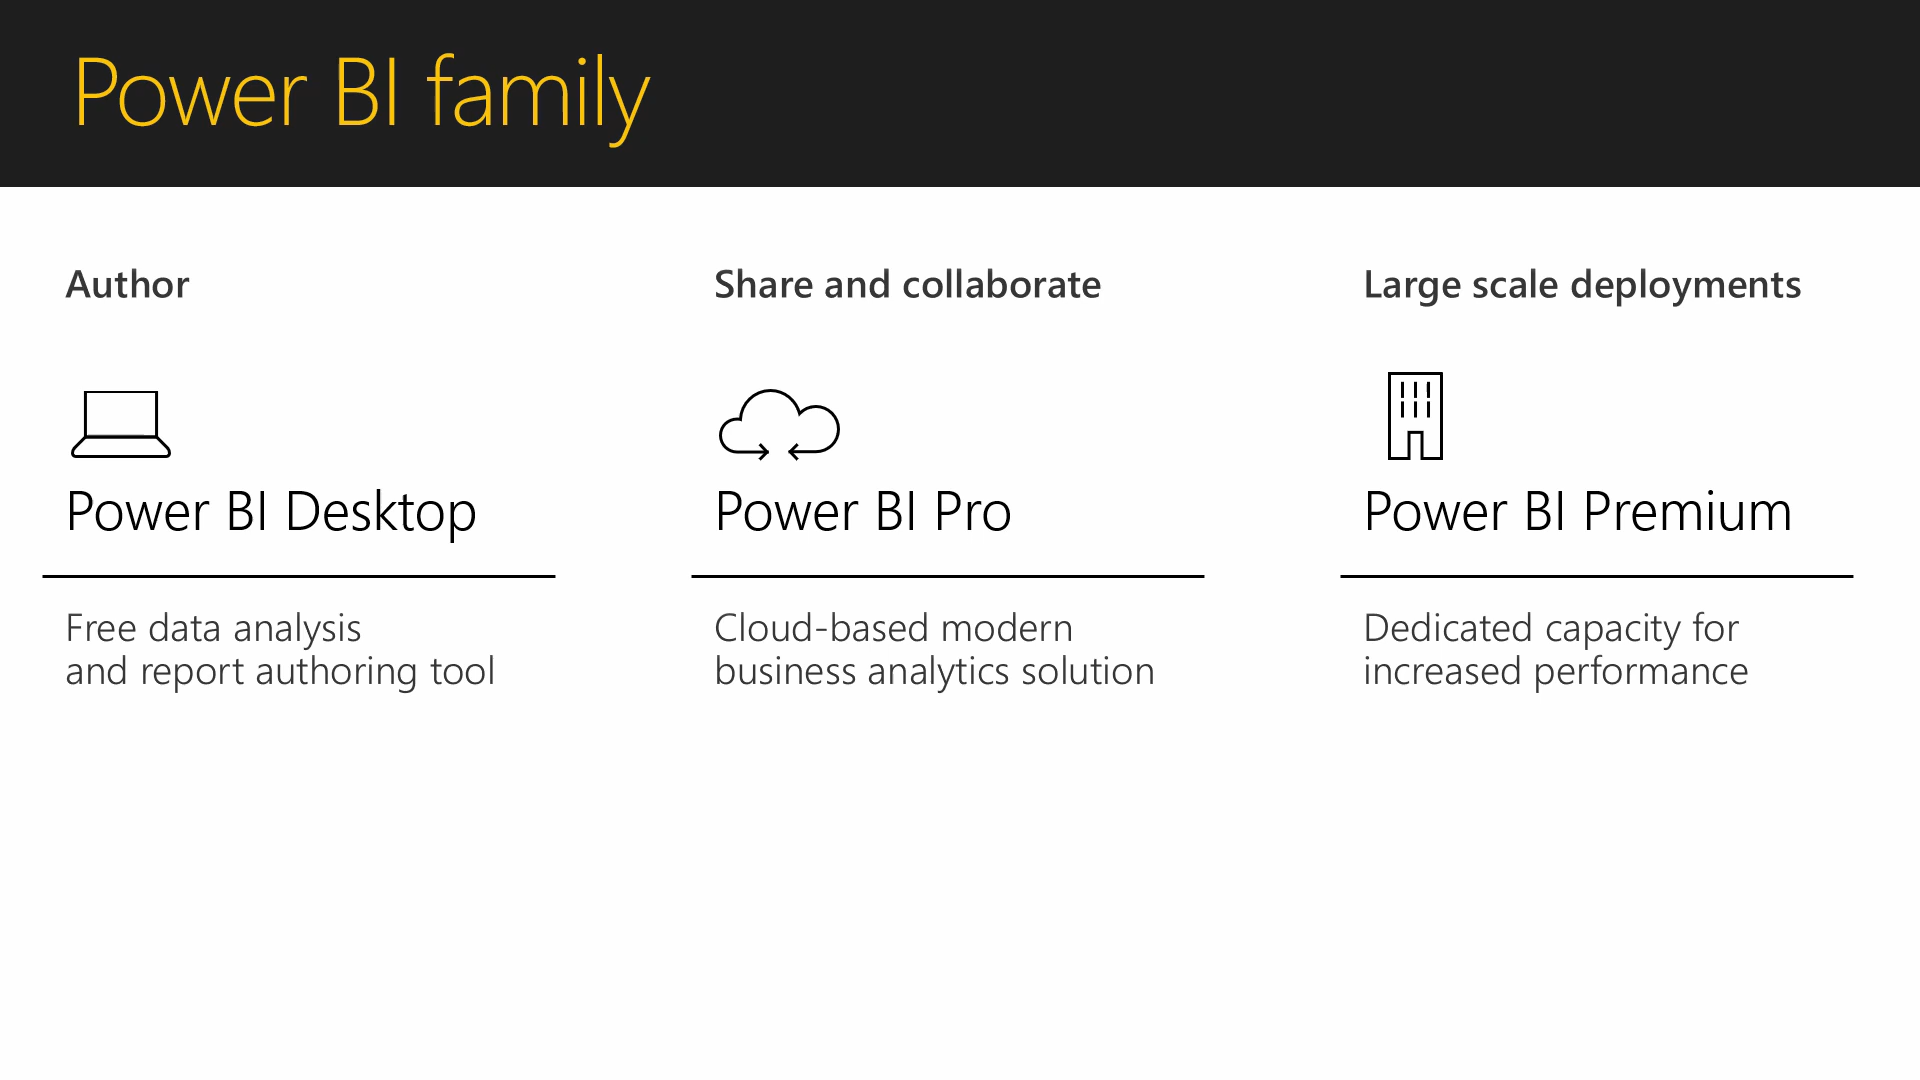 Power BI family
Author
Power BI Desktop
Free data analysis
and report authoring tool
Share and collaborate
Power BI Pro
Cloud-based modern
business analytics solution
Large scale deployments
Power BI Premium
Dedicated capacity for
increased performance